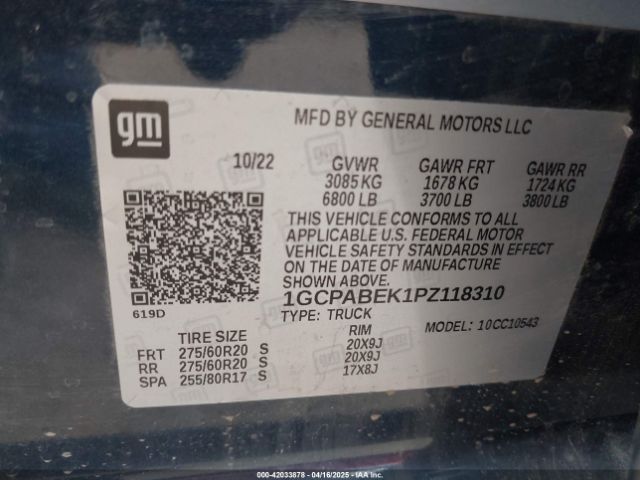 gm
MFD BY GENERAL MOTORS LLC
10/22 GVWR GAWR FRT GAWR RR
3085 KG 1678 KG 1724 KG
6800 LB 3700 LB 3800 LB
THIS VEHICLE CONFORMS TO ALL
APPLICABLE U.S. FEDERAL MOTOR
VEHICLE SAFETY STANDARDS IN EFFECT
ON THE DATE OF MANUFACTURE
SHOWN ABOVE.
1GCPABEK1PZ118310
619D
TYPE: TRUCK MODEL: 10CC10543
TIRE SIZE RIM
FRT 275/60R20 S 20X9J
RR 275/60R20 S 20X9J
SPA 255/80R17 S 17X8J
000-42033878 - 04/16/2025 - IAAI.COM